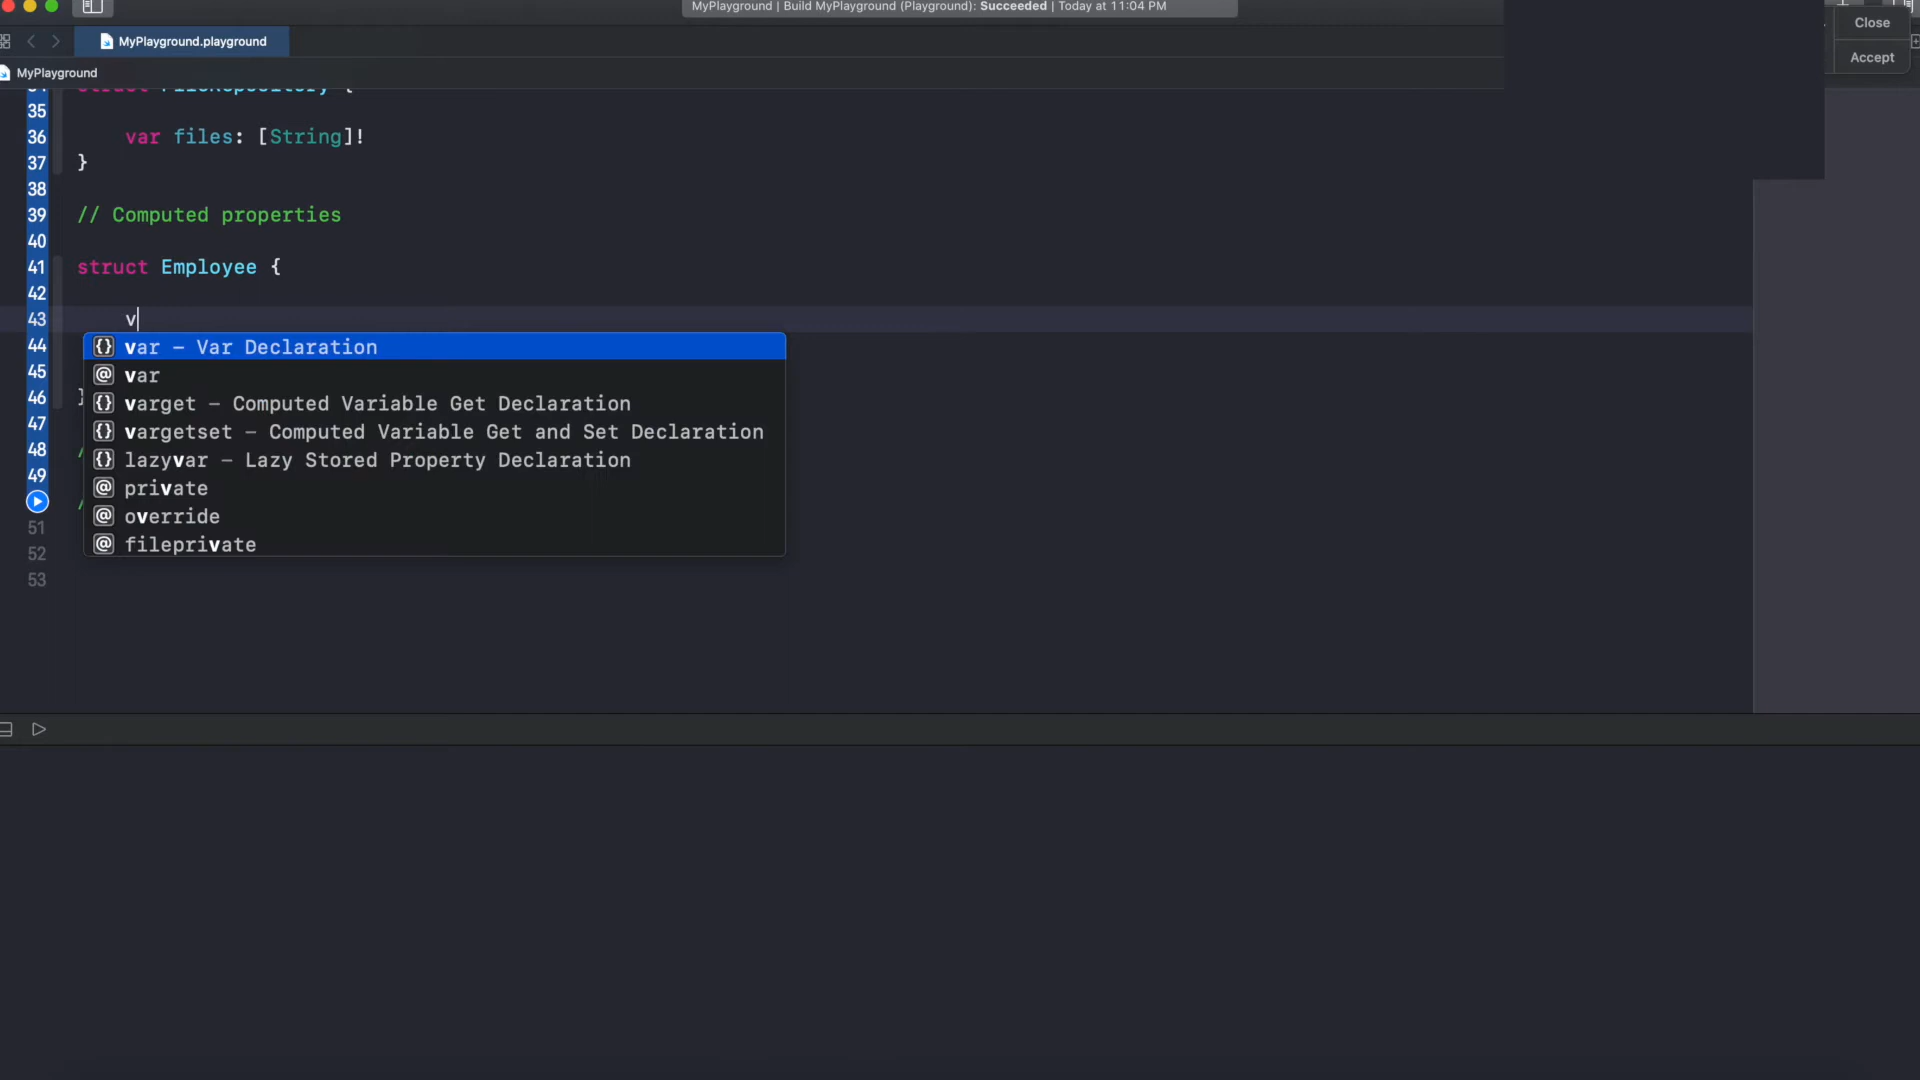 MyPlayground | Build MyPlayground (Playground): Succeeded | Today at 11:04 PM
Close
MyPlayground.playground
Accept
MyPlayground
35
36 var files: [String]!
37 }
38
39 // Computed properties
40
41 struct Employee {
42
43 v
44 {} var – Var Declaration
45 @ var
46 {} varget – Computed Variable Get Declaration
47 {} vargetset – Computed Variable Get and Set Declaration
48 {} lazyvar – Lazy Stored Property Declaration
49 @ private
@ override
51 @ fileprivate
52
53